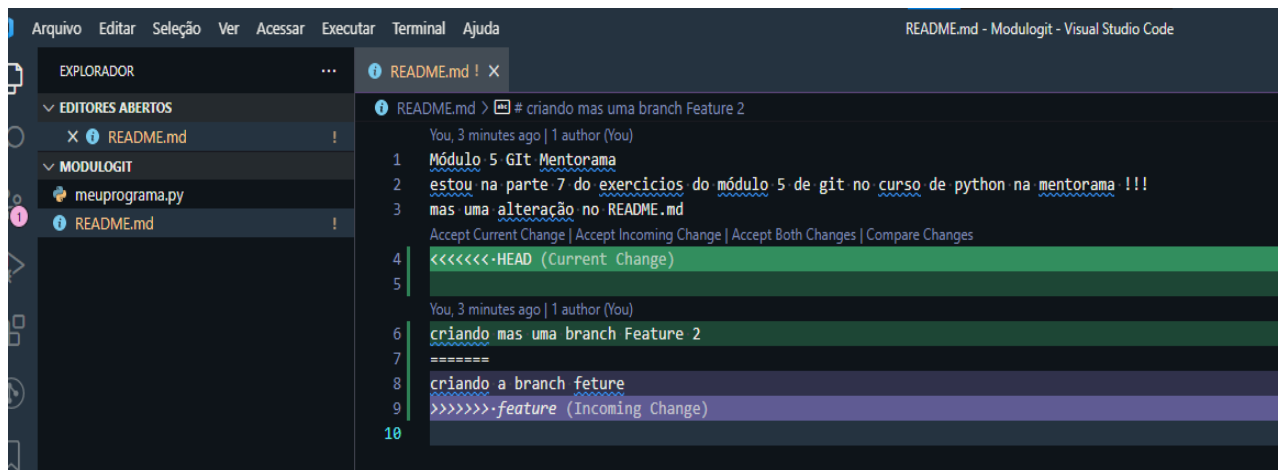 Arquivo Editar Seleção Ver Acessar Executar Terminal Ajuda README.md - Modulogit - Visual Studio Code
EXPLORADOR ··· README.md ! X
EDITORES ABERTOS README.md > abc # criando mas uma branch Feature 2
X README.md ! You, 3 minutes ago | 1 author (You)
MODULOGIT 1 Módulo·5·GIt·Mentorama
meuprograma.py 2 estou·na·parte·7·do·exercicios·do·módulo·5·de·git·no·curso·de·python·na·mentorama·!!!
1 README.md ! 3 mas·uma·alteração·no·README.md
Accept Current Change | Accept Incoming Change | Accept Both Changes | Compare Changes
4 <<<<<<<·HEAD (Current Change)
5
You, 3 minutes ago | 1 author (You)
6 criando mas uma branch Feature 2
7 =======
8 criando·a·branch·feture
9 >>>>>>>·feature (Incoming Change)
10